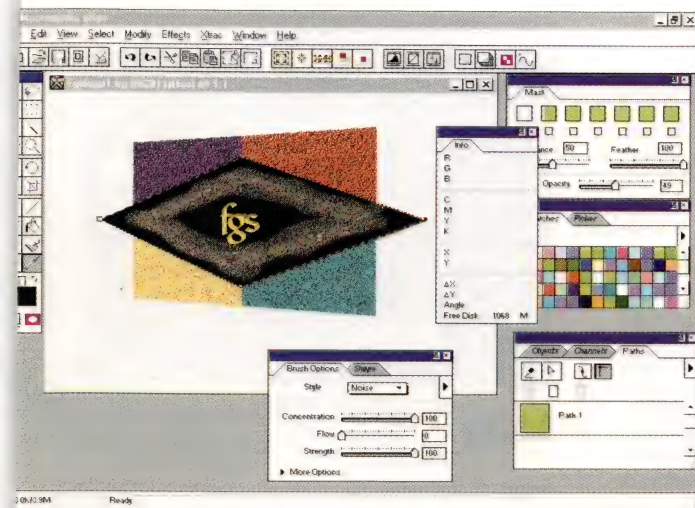 Edit View Select Modify Effects Xtras Window Help
Mask
50 Feather 100
Opacity 49
Info
R
G
B
C
M
Y
K
X
Y
ΔX
ΔY
Angle
Free Disk 1068 M
Picker
fgs
Objects Channels Paths
Path 1
Brush Options Shape
Style Noise
Concentration 100
Flow 0
Strength 100
More Options
Ready